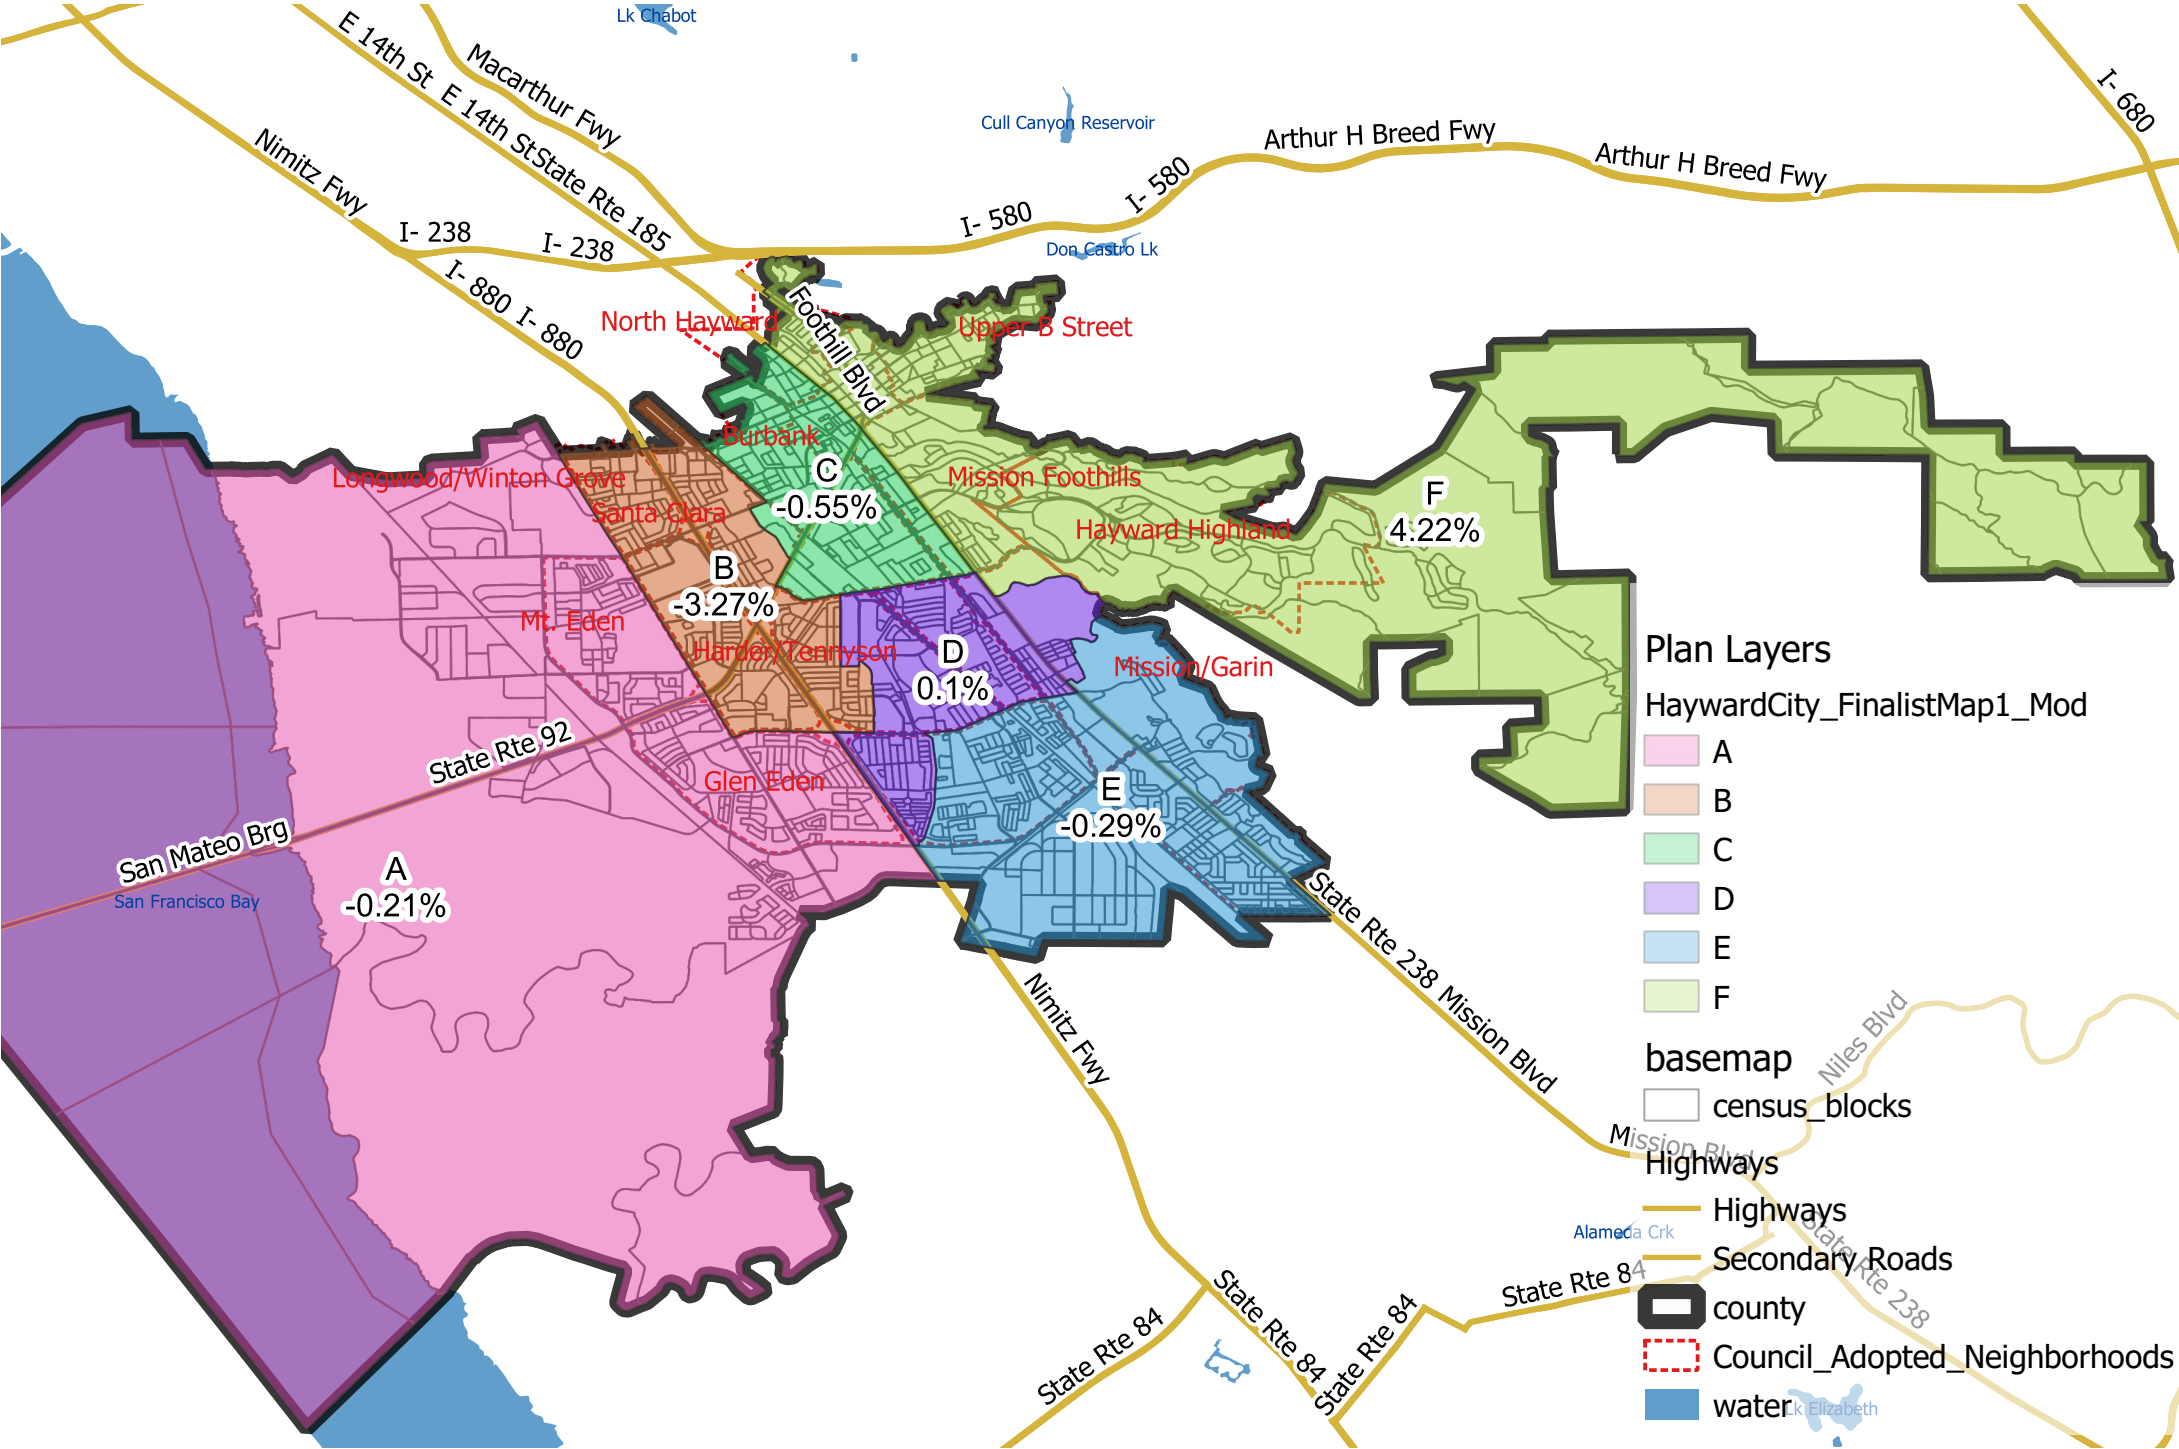 Lk Chabot
E 14th St
E 14th St
State Rte 185
Macarthur Fwy
Nimitz Fwy
I- 238
I- 238
I- 880
I- 880
Cull Canyon Reservoir
Arthur H Breed Fwy
Arthur H Breed Fwy
I- 680
I- 580
I- 580
Don Castro Lk
North Hayward
Foothill Blvd
Upper B Street
Burbank
C
-0.55%
Longwood/Winton Grove
Santa Clara
Mission Foothills
Hayward Highland
F
4.22%
B
-3.27%
Mt. Eden
Harder/Tennyson
D
0.1%
Mission/Garin
State Rte 92
Glen Eden
E
-0.29%
San Mateo Brg
A
-0.21%
San Francisco Bay
State Rte 238
Mission Blvd
Nimitz Fwy
Niles Blvd
Mission Blvd
Alameda Crk
State Rte 238
State Rte 84
State Rte 84
State Rte 84
State Rte 84
Lk Elizabeth
Plan Layers
HaywardCity_FinalistMap1_Mod
A
B
C
D
E
F
basemap
census_blocks
Highways
Highways
Secondary_Roads
county
Council_Adopted_Neighborhoods
water